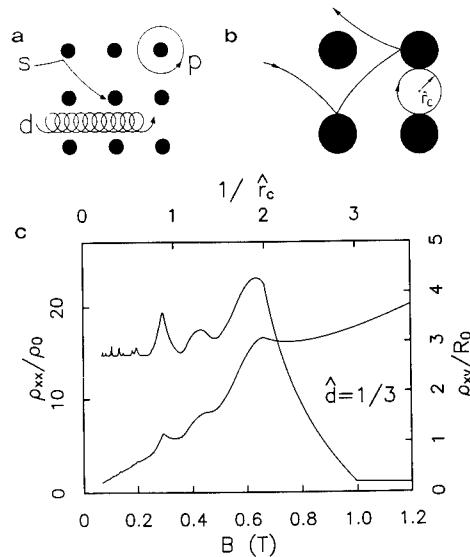 a
b
s
p
d
r̂c
1/ r̂c
0 1 2 3
c
ρxx/ρ0
0 10 20
ρxy/R0
0 1 2 3 4 5
d̂=1/3
0 0.2 0.4 0.6 0.8 1.0 1.2
B (T)